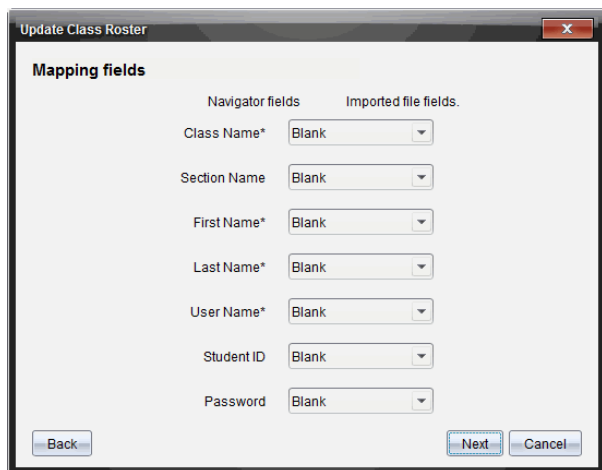 Update Class Roster
x
Mapping fields
Navigator fields Imported file fields.
Class Name* Blank
Section Name Blank
First Name* Blank
Last Name* Blank
User Name* Blank
Student ID Blank
Password Blank
Back Next Cancel